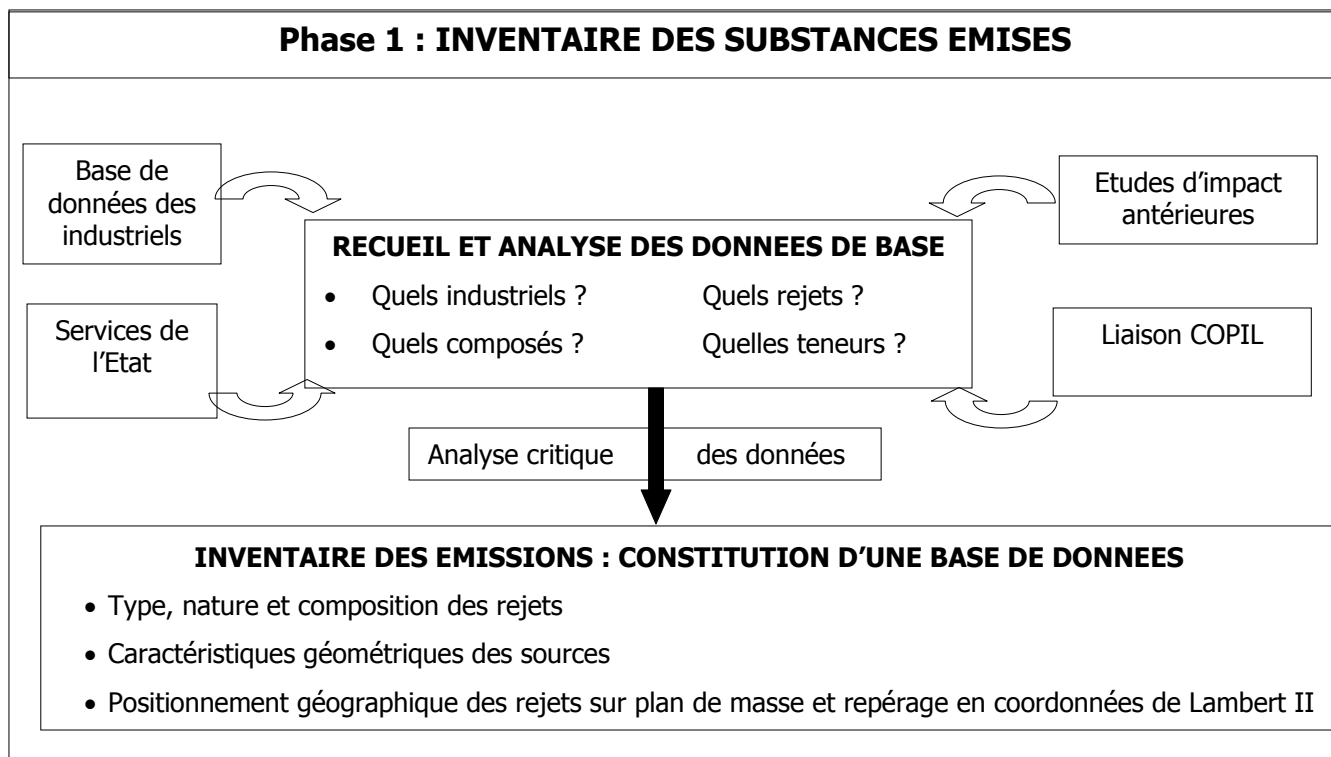 Phase 1 : INVENTAIRE DES SUBSTANCES EMISES
Base de
données des
industriels
Etudes d’impact
antérieures
RECUEIL ET ANALYSE DES DONNEES DE BASE
• Quels industriels ? Quels rejets ?
• Quels composés ? Quelles teneurs ?
Services de
l’Etat
Liaison COPIL
Analyse critique des données
INVENTAIRE DES EMISSIONS : CONSTITUTION D’UNE BASE DE DONNEES
• Type, nature et composition des rejets
• Caractéristiques géométriques des sources
• Positionnement géographique des rejets sur plan de masse et repérage en coordonnées de Lambert II